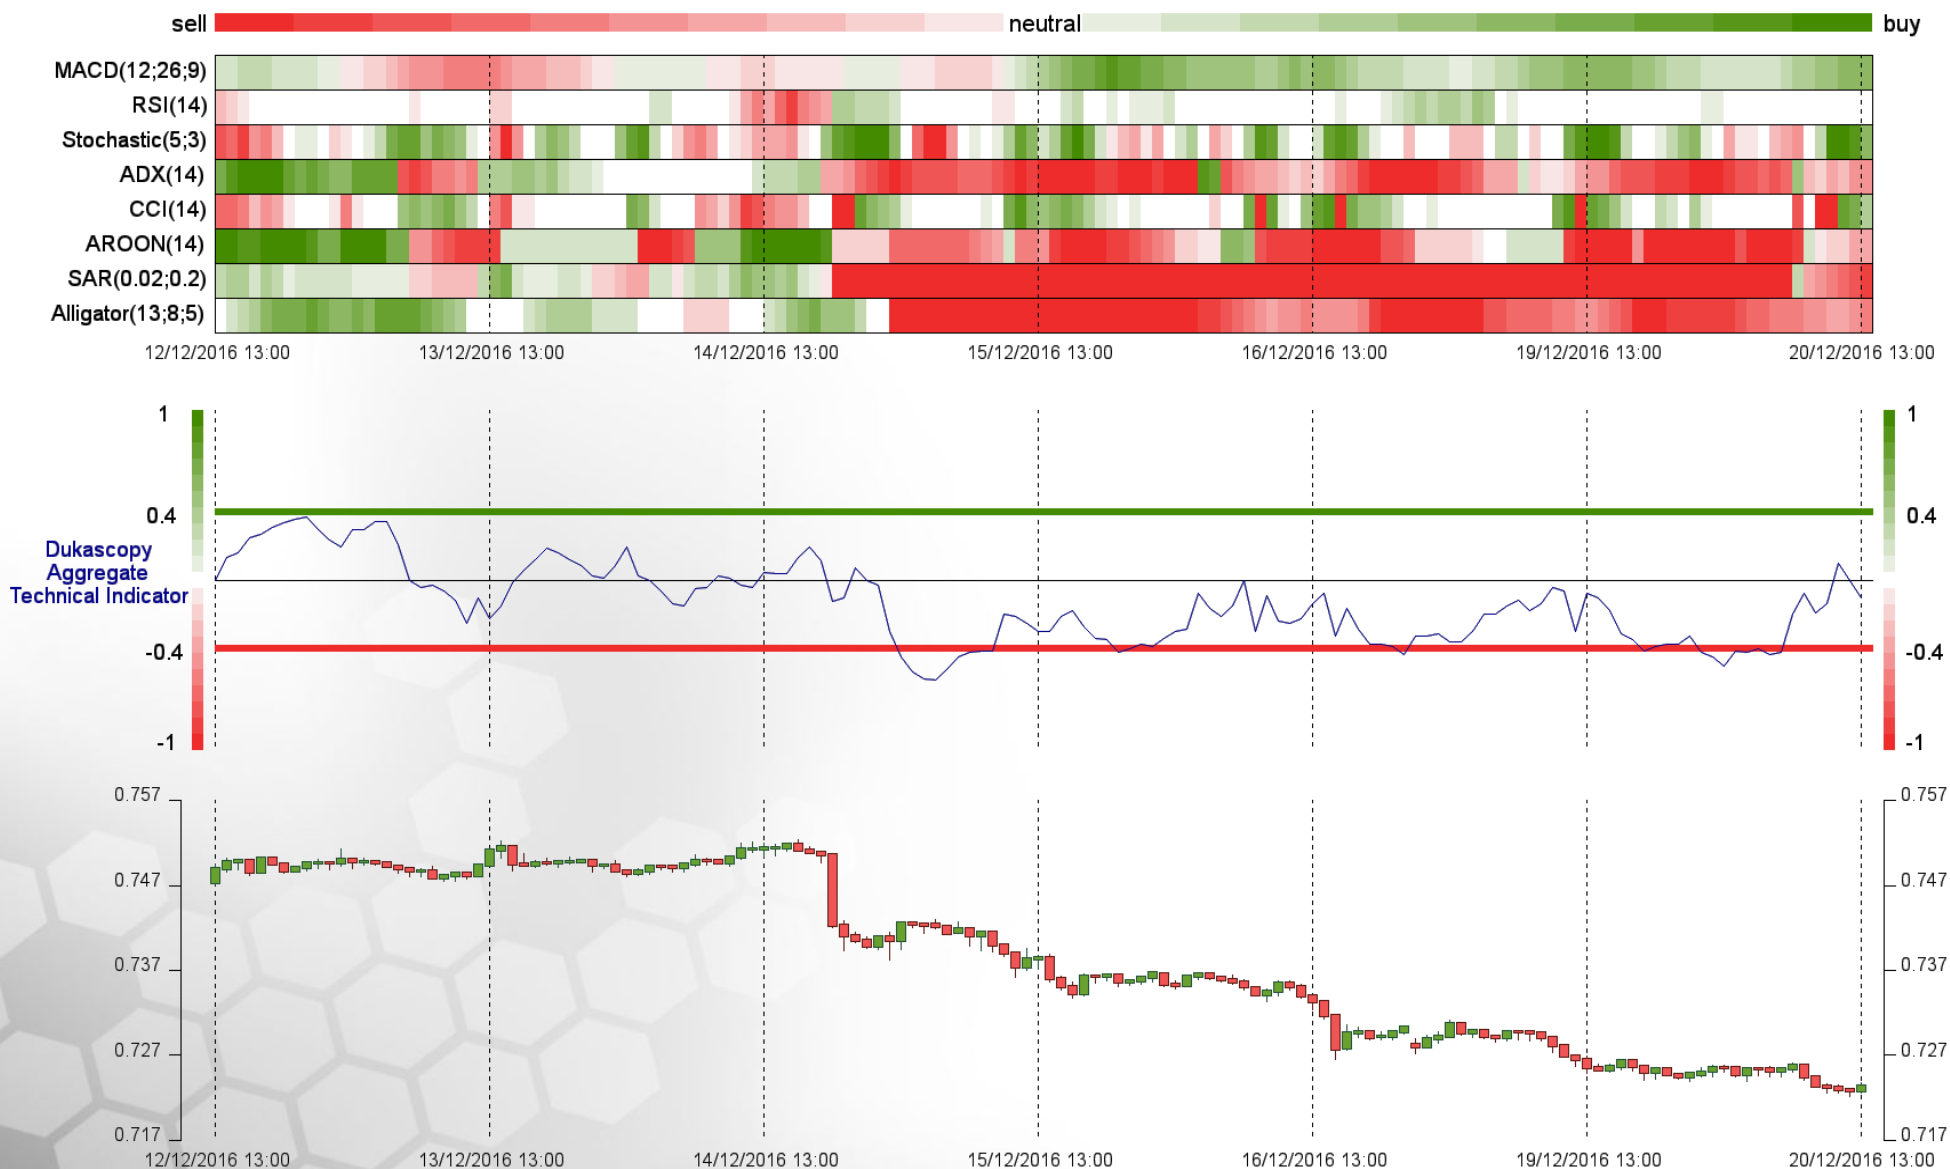 sell neutral buy
MACD(12;26;9)
RSI(14)
Stochastic(5;3)
ADX(14)
CCI(14)
AROON(14)
SAR(0.02;0.2)
Alligator(13;8;5)
12/12/2016 13:00 13/12/2016 13:00 14/12/2016 13:00 15/12/2016 13:00 16/12/2016 13:00 19/12/2016 13:00 20/12/2016 13:00
1 1
0.4 0.4
Dukascopy
Aggregate
Technical Indicator
-0.4 -0.4
-1 -1
0.757 0.757
0.747 0.747
0.737 0.737
0.727 0.727
0.717 0.717
12/12/2016 13:00 13/12/2016 13:00 14/12/2016 13:00 15/12/2016 13:00 16/12/2016 13:00 19/12/2016 13:00 20/12/2016 13:00